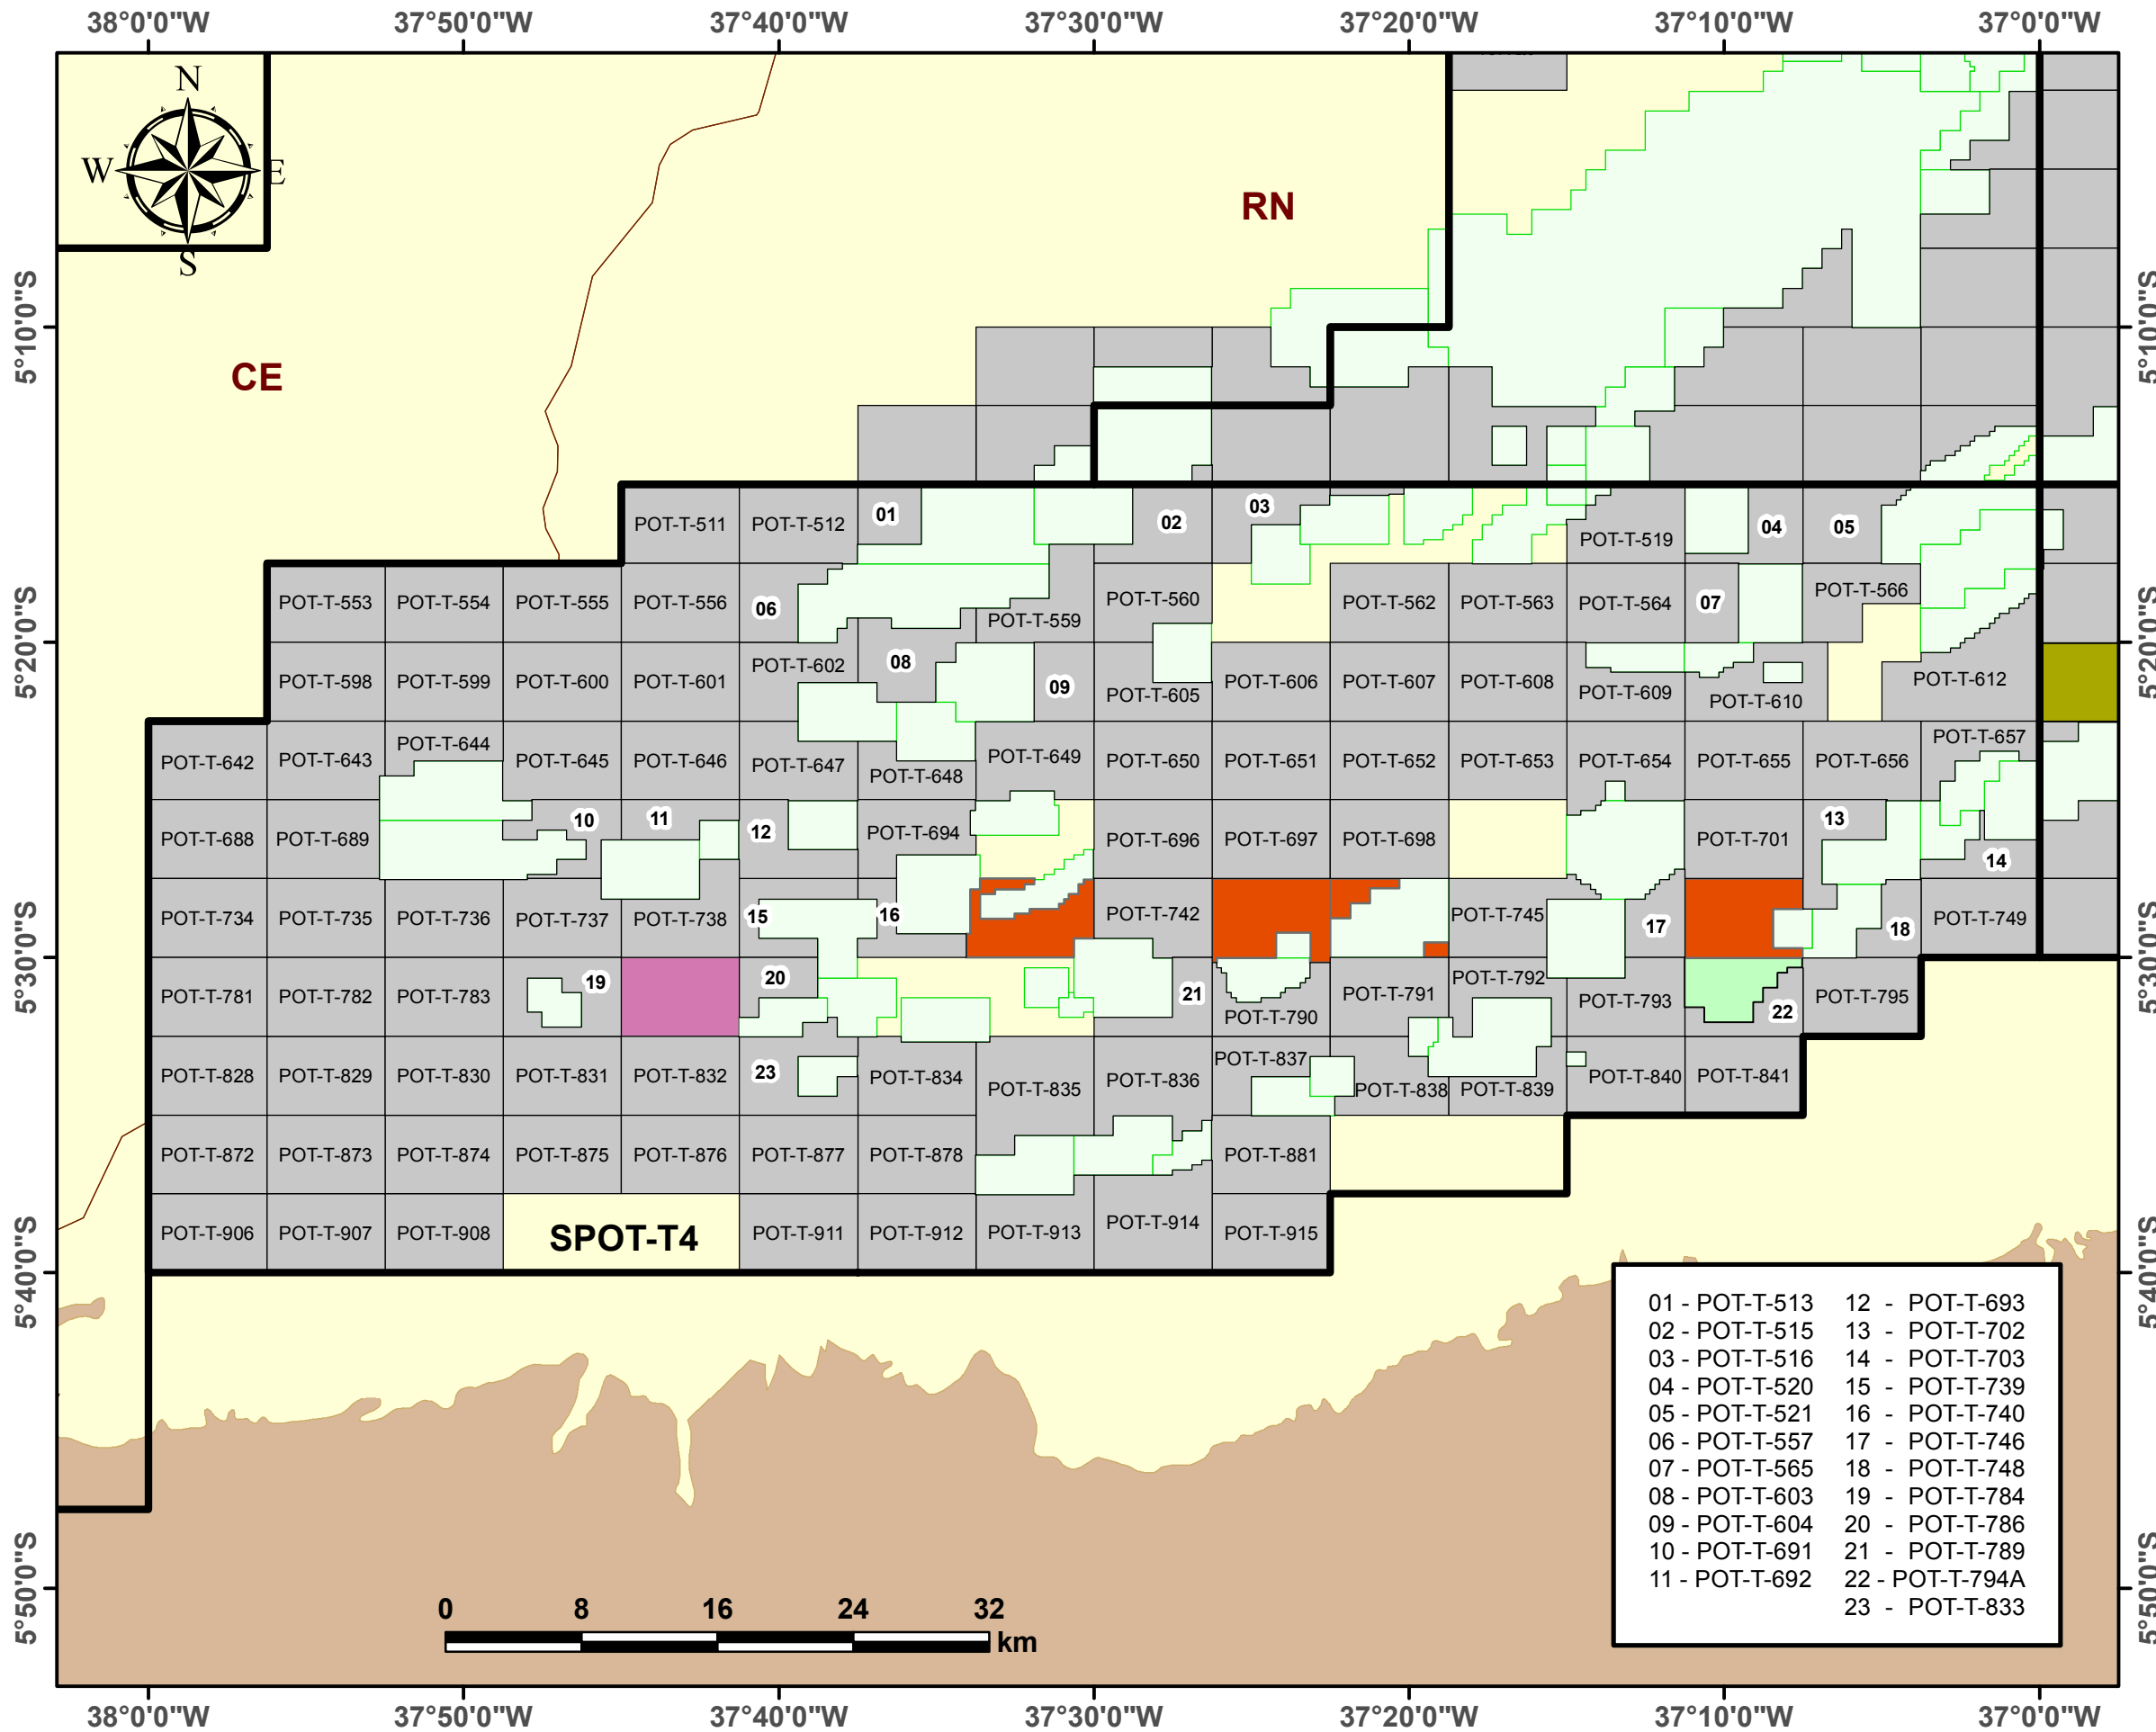 38°0'0"W 37°50'0"W 37°40'0"W 37°30'0"W 37°20'0"W 37°10'0"W 37°0'0"W
N
W E
S
RN
CE
5°10'0"S 5°10'0"S
POT-T-511 POT-T-512 01 02 03 POT-T-519 04 05
POT-T-553 POT-T-554 POT-T-555 POT-T-556 06 POT-T-559 POT-T-560 POT-T-562 POT-T-563 POT-T-564 07 POT-T-566
5°20'0"S 5°20'0"S
POT-T-598 POT-T-599 POT-T-600 POT-T-601 POT-T-602 08 09 POT-T-605 POT-T-606 POT-T-607 POT-T-608 POT-T-609 POT-T-610 POT-T-612
POT-T-642 POT-T-643 POT-T-644 POT-T-645 POT-T-646 POT-T-647 POT-T-648 POT-T-649 POT-T-650 POT-T-651 POT-T-652 POT-T-653 POT-T-654 POT-T-655 POT-T-656 POT-T-657
POT-T-688 POT-T-689 10 11 12 POT-T-694 POT-T-696 POT-T-697 POT-T-698 POT-T-701 13 14
POT-T-734 POT-T-735 POT-T-736 POT-T-737 POT-T-738 15 16 POT-T-742 POT-T-745 17 18 POT-T-749
5°30'0"S 5°30'0"S
POT-T-781 POT-T-782 POT-T-783 19 20 21 POT-T-790 POT-T-791 POT-T-792 POT-T-793 22 POT-T-795
POT-T-828 POT-T-829 POT-T-830 POT-T-831 POT-T-832 23 POT-T-834 POT-T-835 POT-T-836 POT-T-837 POT-T-838 POT-T-839 POT-T-840 POT-T-841
POT-T-872 POT-T-873 POT-T-874 POT-T-875 POT-T-876 POT-T-877 POT-T-878 POT-T-881
POT-T-906 POT-T-907 POT-T-908 SPOT-T4 POT-T-911 POT-T-912 POT-T-913 POT-T-914 POT-T-915
5°40'0"S 5°40'0"S
01 - POT-T-513 12 - POT-T-693
02 - POT-T-515 13 - POT-T-702
03 - POT-T-516 14 - POT-T-703
04 - POT-T-520 15 - POT-T-739
05 - POT-T-521 16 - POT-T-740
06 - POT-T-557 17 - POT-T-746
07 - POT-T-565 18 - POT-T-748
08 - POT-T-603 19 - POT-T-784
09 - POT-T-604 20 - POT-T-786
10 - POT-T-691 21 - POT-T-789
11 - POT-T-692 22 - POT-T-794A
23 - POT-T-833
5°50'0"S 5°50'0"S
0 8 16 24 32
km
38°0'0"W 37°50'0"W 37°40'0"W 37°30'0"W 37°20'0"W 37°10'0"W 37°0'0"W